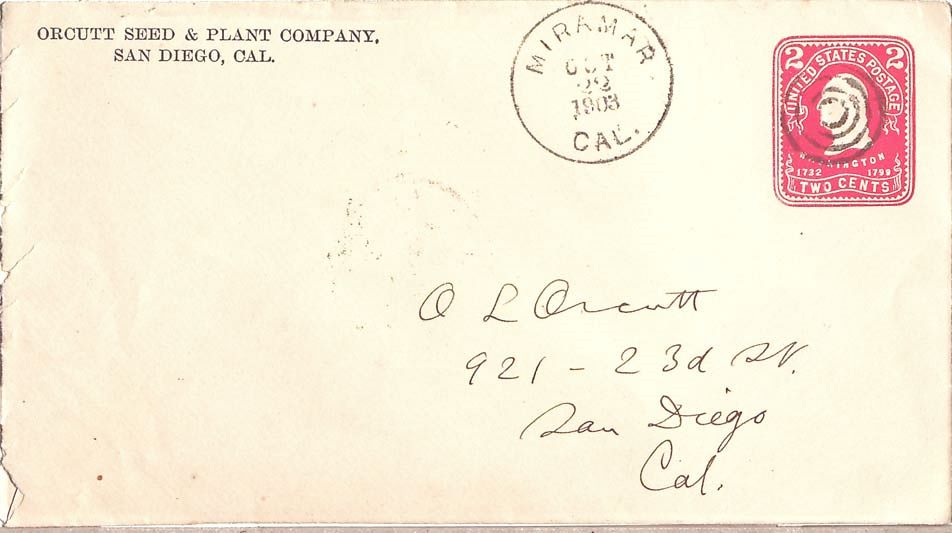 ORCUTT SEED & PLANT COMPANY,
SAN DIEGO, CAL.
MIRAMAR
OCT
22
1903
CAL.
2 2
UNITED STATES POSTAGE
WASHINGTON
1732 1799
TWO CENTS
O L Orcutt
921 - 23d St.
San Diego
Cal.